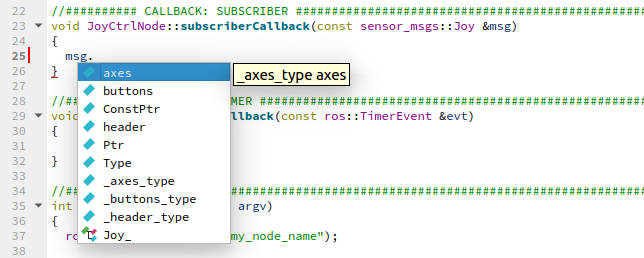 22 //########## CALLBACK: SUBSCRIBER ##################################################
23 void JoyCtrlNode::subscriberCallback(const sensor_msgs::Joy &msg)
24 {
25 msg.
26 }
axes
buttons
ConstPtr
header
Ptr
Type
_axes_type
_buttons_type
_header_type
Joy_
_axes_type axes
27
28 //## MER ##################################################
29 void llback(const ros::TimerEvent &evt)
30 {
31
32 }
33
34 //## ##################################################
35 int argv)
36 {
37 ro my_node_name");
38